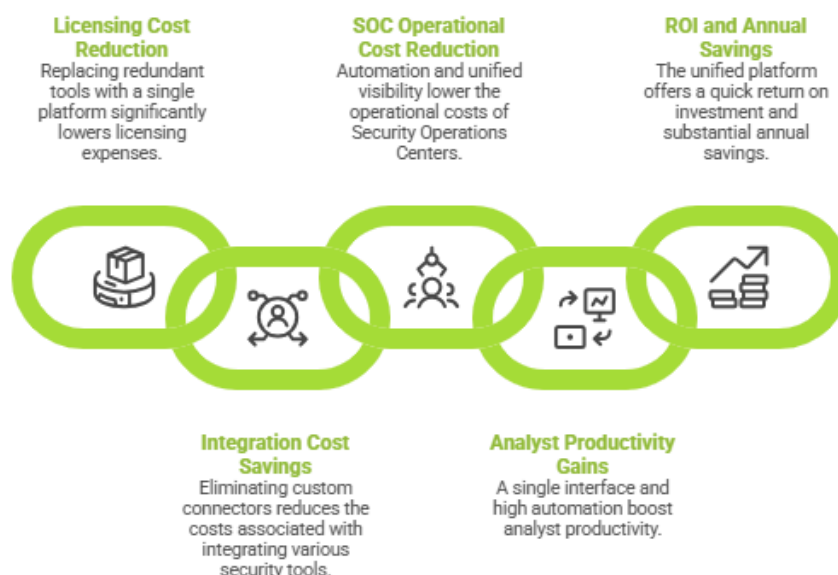 Licensing Cost
Reduction
Replacing redundant
tools with a single
platform significantly
lowers licensing
expenses.
SOC Operational
Cost Reduction
Automation and unified
visibility lower the
operational costs of
Security Operations
Centers.
ROI and Annual
Savings
The unified platform
offers a quick return on
investment and
substantial annual
savings.
Integration Cost
Savings
Eliminating custom
connectors reduces the
costs associated with
integrating various
security tools.
Analyst Productivity
Gains
A single interface and
high automation boost
analyst productivity.